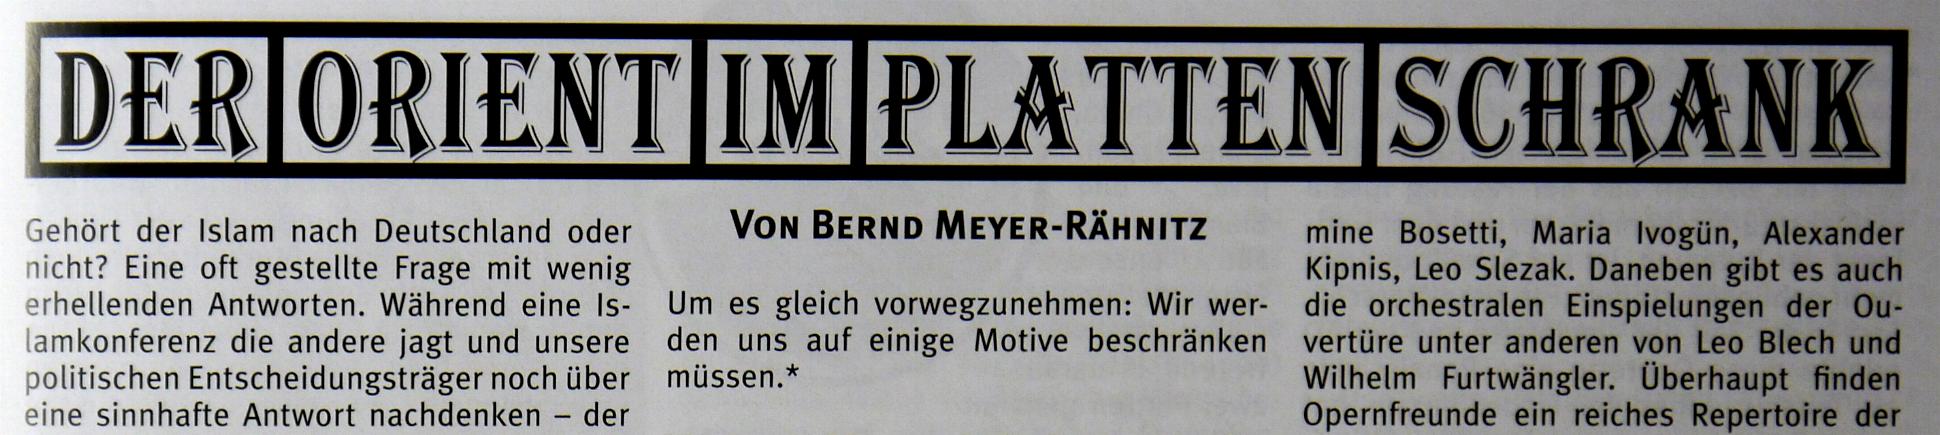 DER ORIENT IM PLATTEN SCHRANK
VON BERND MEYER-RÄHNITZ
Gehört der Islam nach Deutschland oder
nicht? Eine oft gestellte Frage mit wenig
erhellenden Antworten. Während eine Is-
lamkonferenz die andere jagt und unsere
politischen Entscheidungsträger noch über
eine sinnhafte Antwort nachdenken – der
Um es gleich vorwegzunehmen: Wir wer-
den uns auf einige Motive beschränken
müssen.*
mine Bosetti, Maria Ivogün, Alexander
Kipnis, Leo Slezak. Daneben gibt es auch
die orchestralen Einspielungen der Ou-
vertüre unter anderen von Leo Blech und
Wilhelm Furtwängler. Überhaupt finden
Opernfreunde ein reiches Repertoire der